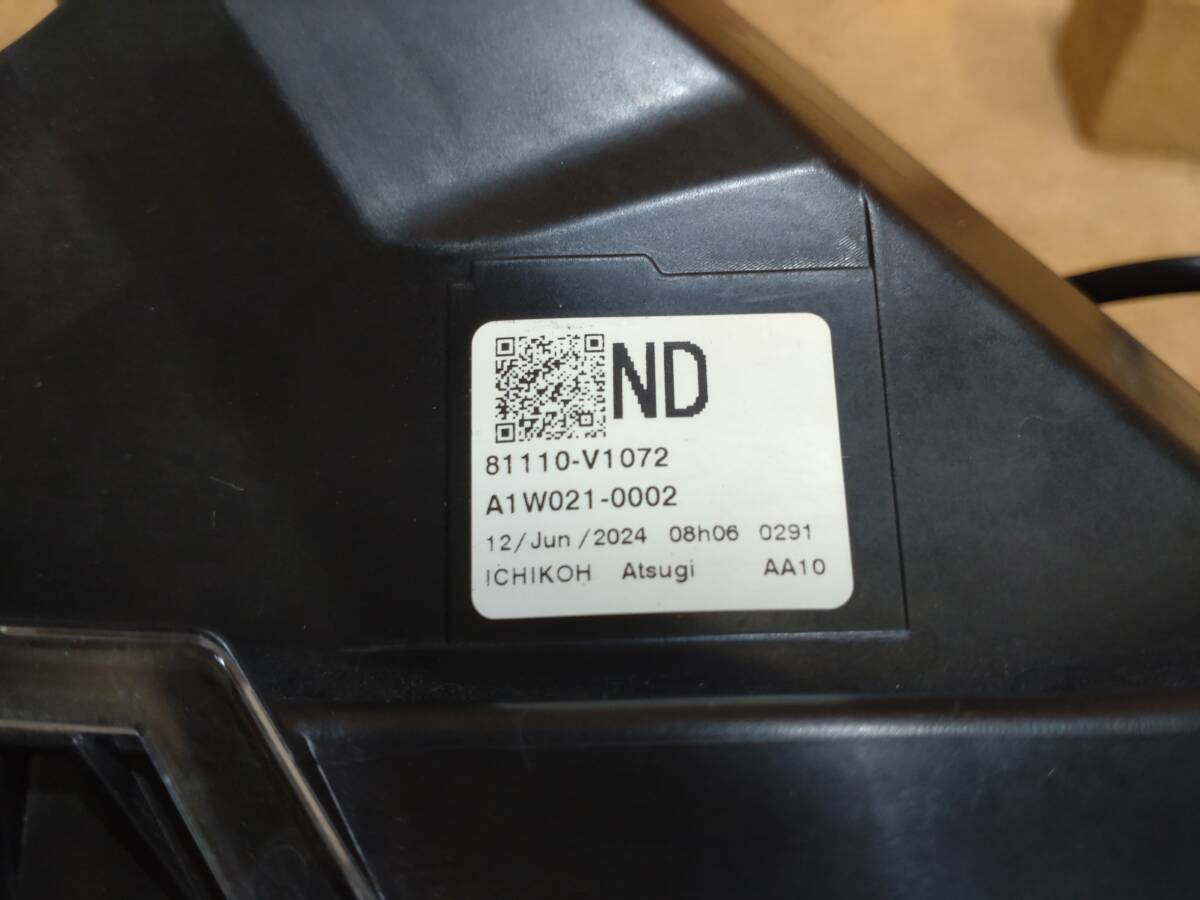 ND
81110-V1072
A1W021-0002
12/Jun/2024 08h06 0291
ICHIKOH Atsugi AA10